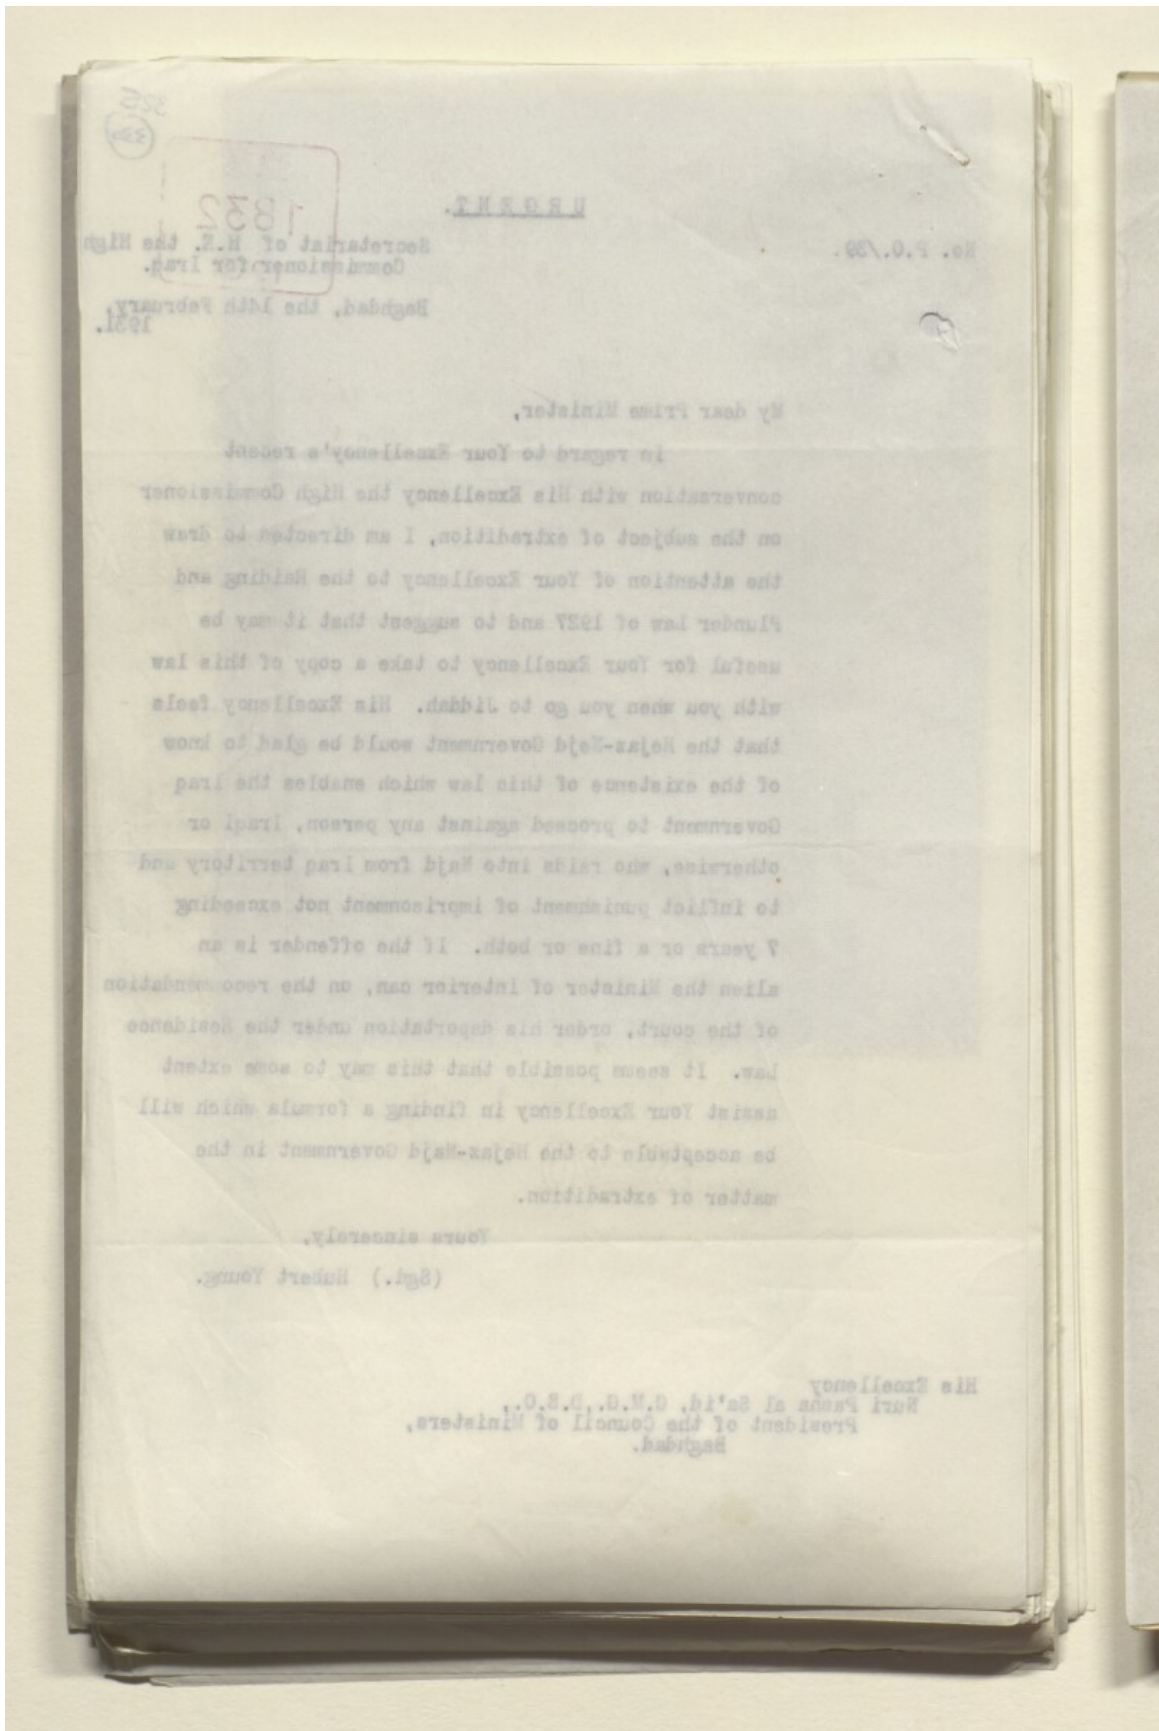 1832
URGENT.
No. P.O./39.
Secretariat of H.E. the High
Commissioner for Iraq.
Baghdad, the 14th February,
1931.
My dear Prime Minister,
In regard to Your Excellency's recent
conversation with His Excellency the High Commissioner
on the subject of extradition, I am directed to draw
the attention of Your Excellency to the Raiding and
Plunder Law of 1927 and to suggest that it may be
useful for Your Excellency to take a copy of this law
with you when you go to Jiddah. His Excellency feels
that the Hejaz-Nejd Government would be glad to know
of the existence of this law which enables the Iraq
Government to proceed against any person, Iraqi or
otherwise, who raids into Najd from Iraq territory and
to inflict punishment of imprisonment not exceeding
7 years or a fine or both. If the offender is an
alien the Minister of Interior can, on the recommendation
of the court, order his deportation under the Residence
Law. It seems possible that this may to some extent
assist Your Excellency in finding a formula which will
be acceptable to the Hejaz-Najd Government in the
matter of extradition.
Yours sincerely,
(Sgd.) Hubert Young.
His Excellency
Nuri Pasha al Sa'id, C.M.G., D.S.O.,
President of the Council of Ministers,
Baghdad.